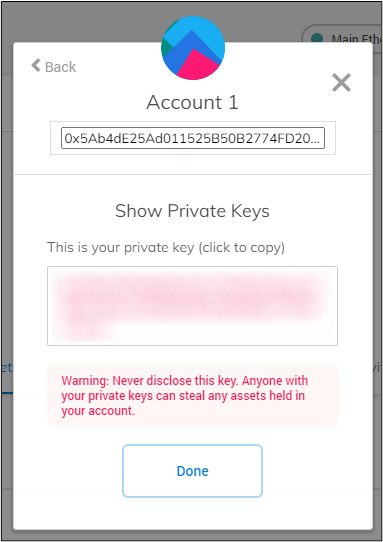 Main Ethe
Back
Account 1
0x5Ab4dE25Ad011525B50B2774FD20...
Show Private Keys
This is your private key (click to copy)
Warning: Never disclose this key. Anyone with
your private keys can steal any assets held in
your account.
Done